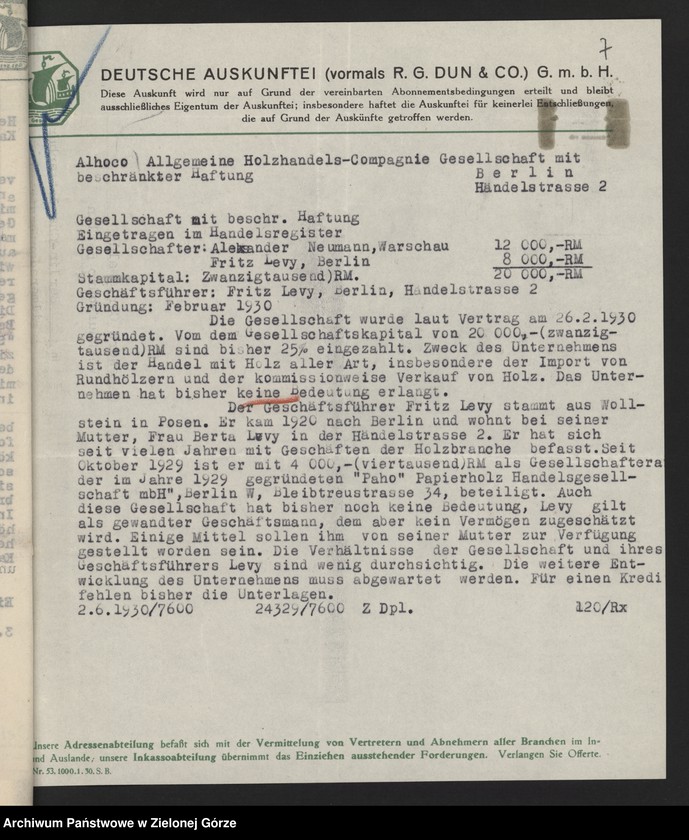 7
DEUTSCHE AUSKUNFTEI (vormals R. G. DUN & CO.) G. m. b. H.
Diese Auskunft wird nur auf Grund der vereinbarten Abonnementsbedingungen erteilt und bleibt
ausschließliches Eigentum der Auskunftei; insbesondere haftet die Auskunftei für keinerlei Entschließungen,
die auf Grund der Auskünfte getroffen werden.
Alhoco Allgemeine Holzhandels-Compagnie Gesellschaft mit
beschränkter Haftung Berlin
Händelstrasse 2
Gesellschaft mit beschr. Haftung
Eingetragen im Handelsregister
Gesellschafter: Alexander Neumann, Warschau 12 000,-RM
Fritz Levy, Berlin 8 000,-RM
Stammkapital: Zwanzigtausend)RM. 20 000,-RM
Geschäftsführer: Fritz Levy, Berlin, Handelstrasse 2
Gründung: Februar 1930
Die Gesellschaft wurde laut Vertrag am 26.2.1930
gegründet. Vom dem Gesellschaftskapital von 20 000,-(zwanzig-
tausend)RM sind bisher 25% eingezahlt. Zweck des Unternehmens
ist der Handel mit Holz aller Art, insbesondere der Import von
Rundhölzern und der kommissionweise Verkauf von Holz. Das Unter-
nehmen hat bisher keine Bedeutung erlangt.
Der Geschäftsführer Fritz Levy stammt aus Woll-
stein in Posen. Er kam 1920 nach Berlin und wohnt bei seiner
Mutter, Frau Berta Levy in der Händelstrasse 2. Er hat sich
seit vielen Jahren mit Geschäften der Holzbranche befasst. Seit
Oktober 1929 ist er mit 4 000,-(viertausend)RM als Gesellschaftera
der im Jahre 1929 gegründeten "Paho" Papierholz Handelsgesell-
schaft mbH", Berlin W, Bleibtreustrasse 34, beteiligt. Auch
diese Gesellschaft hat bisher noch keine Bedeutung, Levy gilt
als gewandter Geschäftsmann, dem aber kein Vermögen zugeschätzt
wird. Einige Mittel sollen ihm von seiner Mutter zur Verfügung
gestellt worden sein. Die Verhältnisse der Gesellschaft und ihres
Geschäftsführers Levy sind wenig durchsichtig. Die weitere Ent-
wicklung des Unternehmens muss abgewartet werden. Für einen Kredi
fehlen bisher die Unterlagen.
2.6.1930/7600 24329/7600 Z Dpl. 120/Rx
Unsere Adressenabteilung befaßt sich mit der Vermittelung von Vertretern und Abnehmern aller Branchen im In-
und Auslande, unsere Inkassoabteilung übernimmt das Einziehen ausstehender Forderungen. Verlangen Sie Offerte.
Nr. 53. 1000. 1. 30. S. B.
Archiwum Państwowe w Zielonej Górze